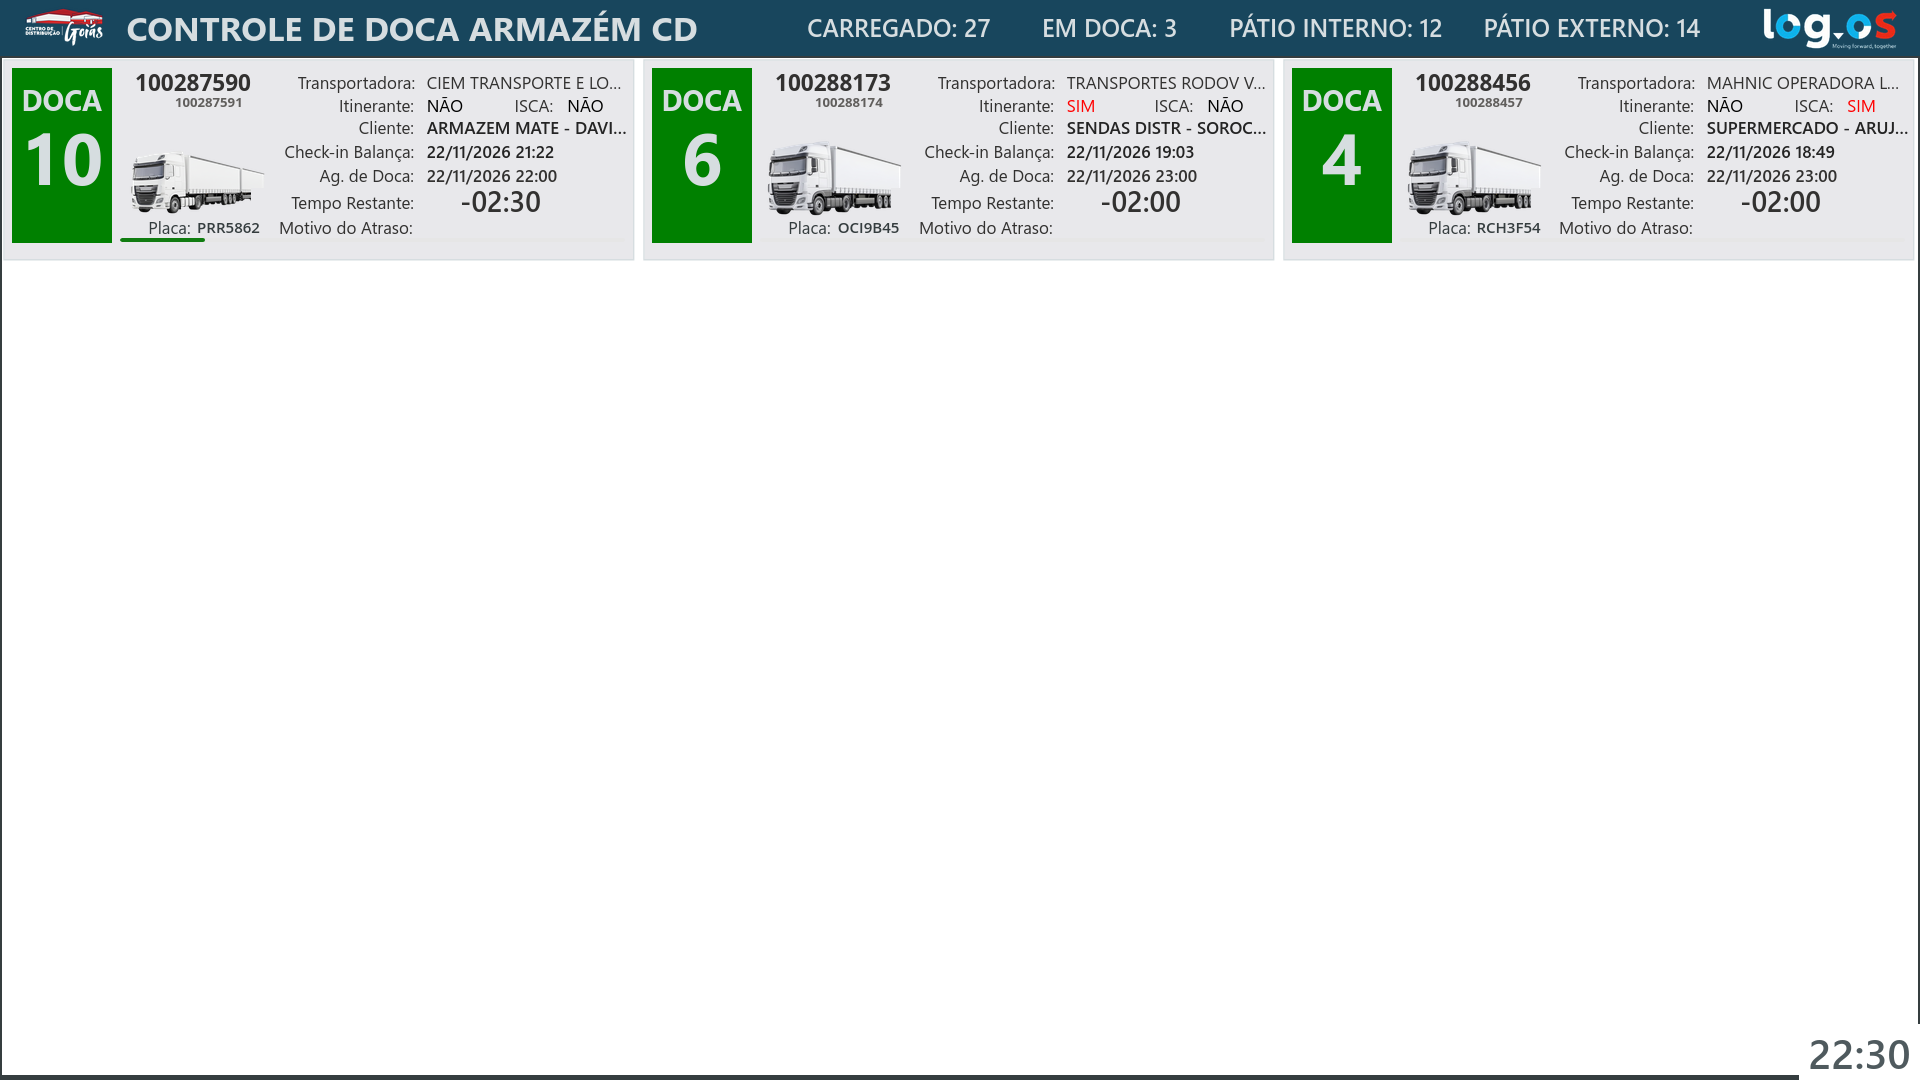 CENTRO DE
DISTRIBUIÇÃO Goiás
CONTROLE DE DOCA ARMAZÉM CD
CARREGADO: 27
EM DOCA: 3
PÁTIO INTERNO: 12
PÁTIO EXTERNO: 14
log.os
Moving forward, together
DOCA
10
100287590
100287591
Placa: PRR5862
Transportadora: CIEM TRANSPORTE E LO...
Itinerante: NÃO ISCA: NÃO
Cliente: ARMAZEM MATE - DAVI...
Check-in Balança: 22/11/2026 21:22
Ag. de Doca: 22/11/2026 22:00
Tempo Restante: -02:30
Motivo do Atraso:
DOCA
6
100288173
100288174
Placa: OCI9B45
Transportadora: TRANSPORTES RODOV V...
Itinerante: SIM ISCA: NÃO
Cliente: SENDAS DISTR - SOROC...
Check-in Balança: 22/11/2026 19:03
Ag. de Doca: 22/11/2026 23:00
Tempo Restante: -02:00
Motivo do Atraso:
DOCA
4
100288456
100288457
Placa: RCH3F54
Transportadora: MAHNIC OPERADORA L...
Itinerante: NÃO ISCA: SIM
Cliente: SUPERMERCADO - ARUJ...
Check-in Balança: 22/11/2026 18:49
Ag. de Doca: 22/11/2026 23:00
Tempo Restante: -02:00
Motivo do Atraso:
22:30